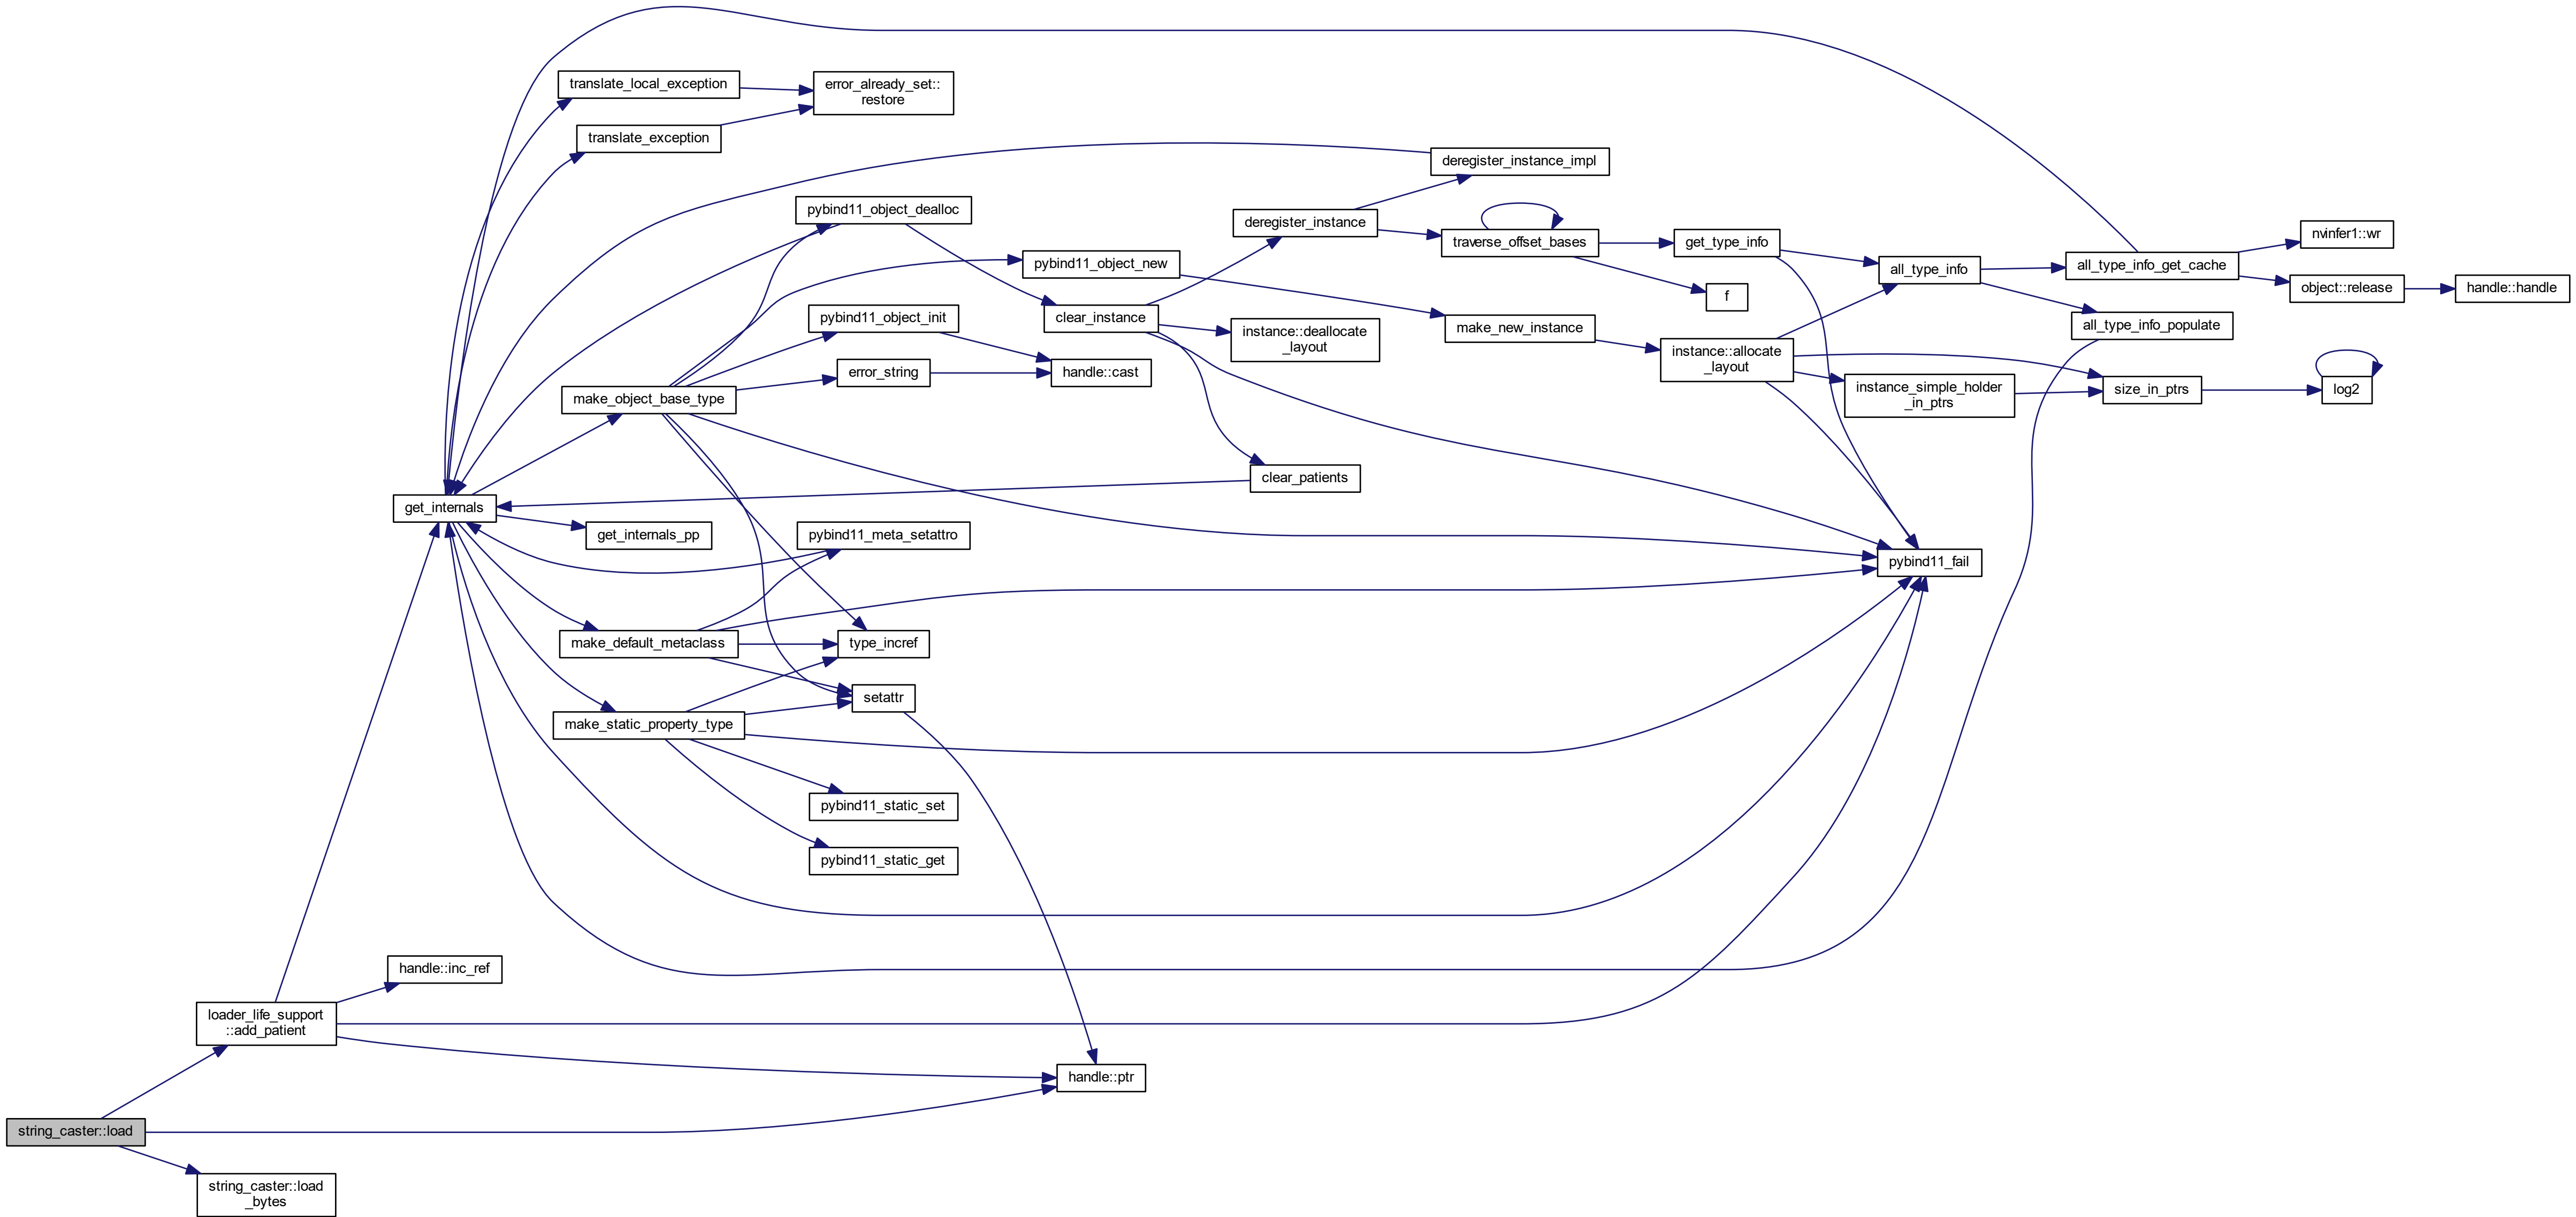 translate_local_exception
error_already_set::
restore
translate_exception
deregister_instance_impl
pybind11_object_dealloc
deregister_instance
nvinfer1::wr
traverse_offset_bases
get_type_info
pybind11_object_new
all_type_info
all_type_info_get_cache
object::release
handle::handle
f
pybind11_object_init
clear_instance
instance::deallocate
_layout
make_new_instance
all_type_info_populate
instance::allocate
_layout
error_string
handle::cast
make_object_base_type
instance_simple_holder
_in_ptrs
size_in_ptrs
log2
clear_patients
get_internals
get_internals_pp
pybind11_meta_setattro
pybind11_fail
make_default_metaclass
type_incref
setattr
make_static_property_type
pybind11_static_set
pybind11_static_get
handle::inc_ref
loader_life_support
::add_patient
handle::ptr
string_caster::load
string_caster::load
_bytes